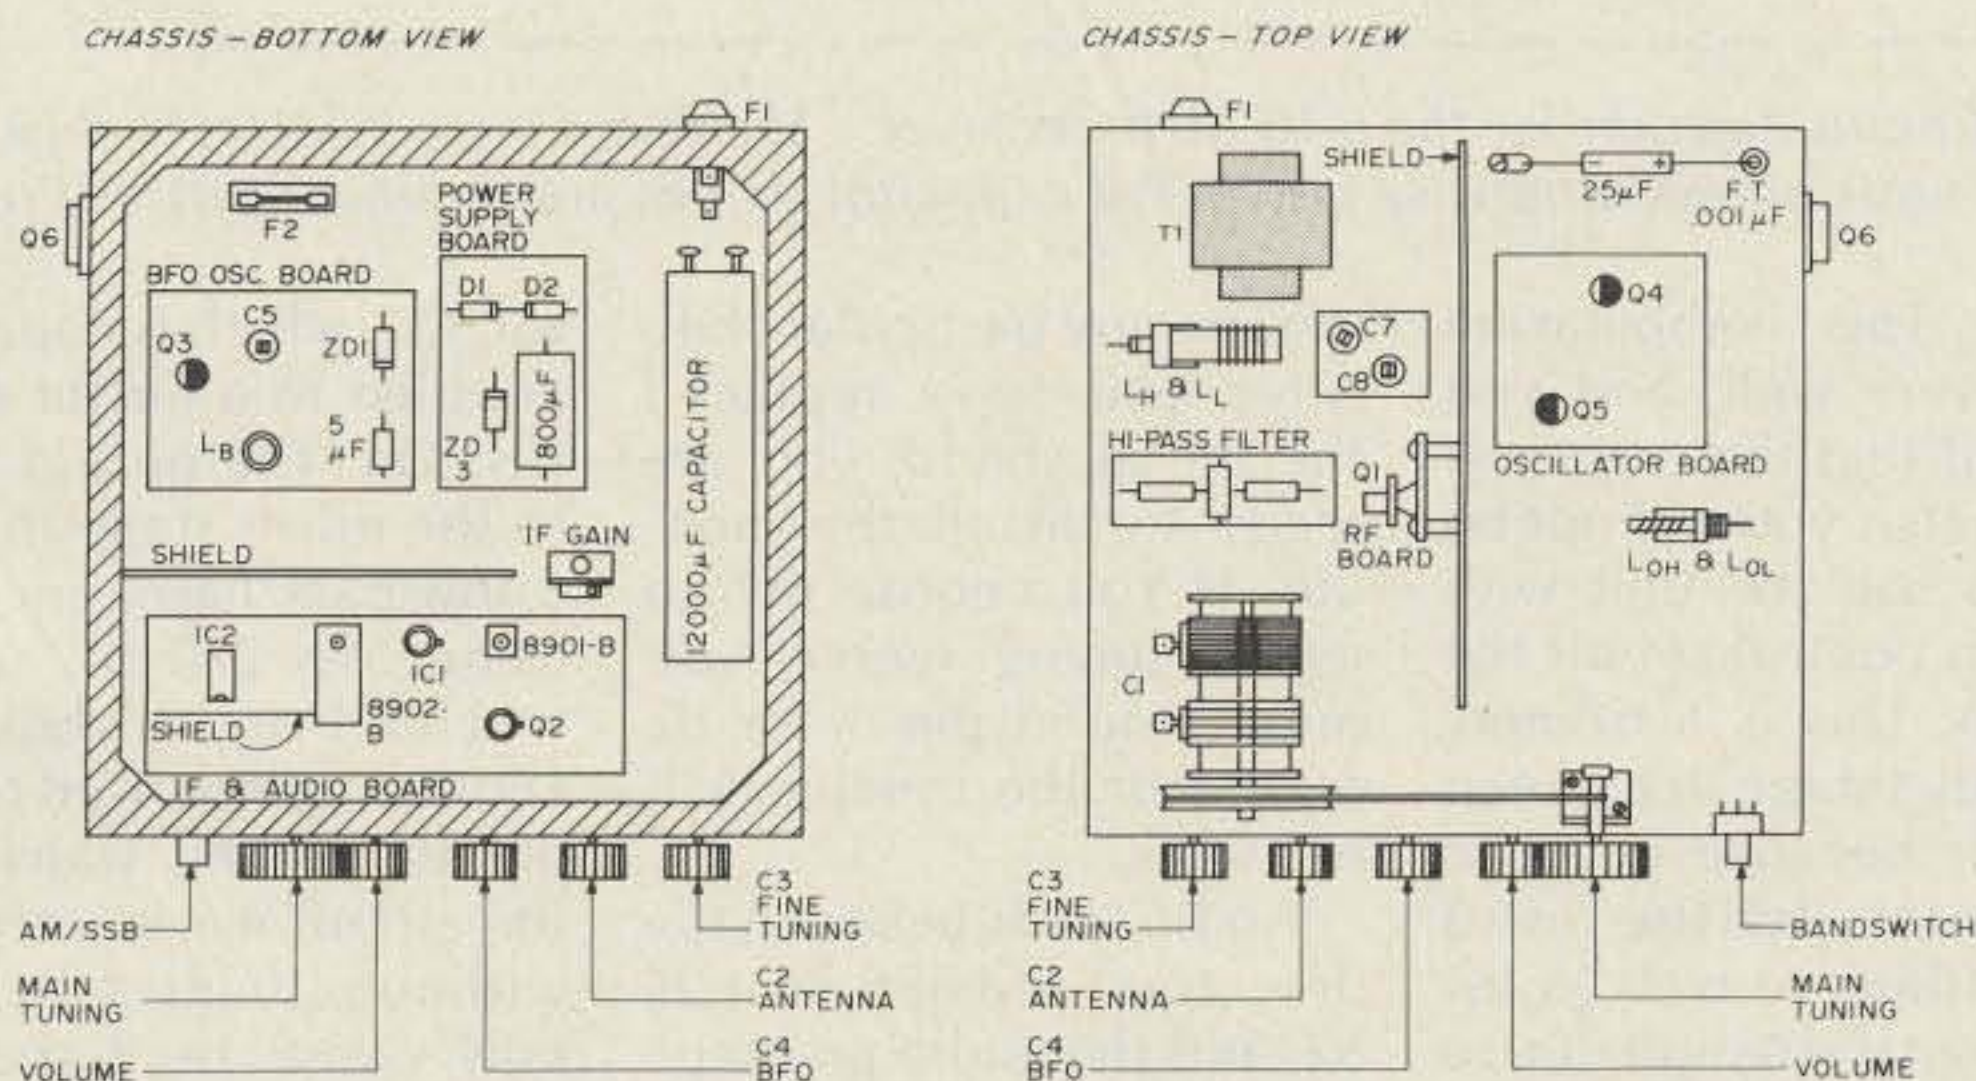 CHASSIS – BOTTOM VIEW
F1
Q6
F2
POWER
SUPPLY
BOARD
BFO OSC. BOARD
C5
Q3
ZD1
LB
5
µF
D1 D2
ZD
3
800µF
12000µF CAPACITOR
IF GAIN
SHIELD
IC2
IC1
8901-B
8902-
B
SHIELD
Q2
IF & AUDIO BOARD
AM/SSB
MAIN
TUNING
VOLUME
C3
FINE
TUNING
C2
ANTENNA
C4
BFO
CHASSIS – TOP VIEW
F1
SHIELD
- +
25µF
F.T.
.001µF
T1
Q6
Q4
Q5
OSCILLATOR BOARD
LH & LL
C7
C8
HI-PASS FILTER
Q1
RF
BOARD
LOH & LOL
C1
C3
FINE
TUNING
C2
ANTENNA
C4
BFO
BANDSWITCH
MAIN
TUNING
VOLUME